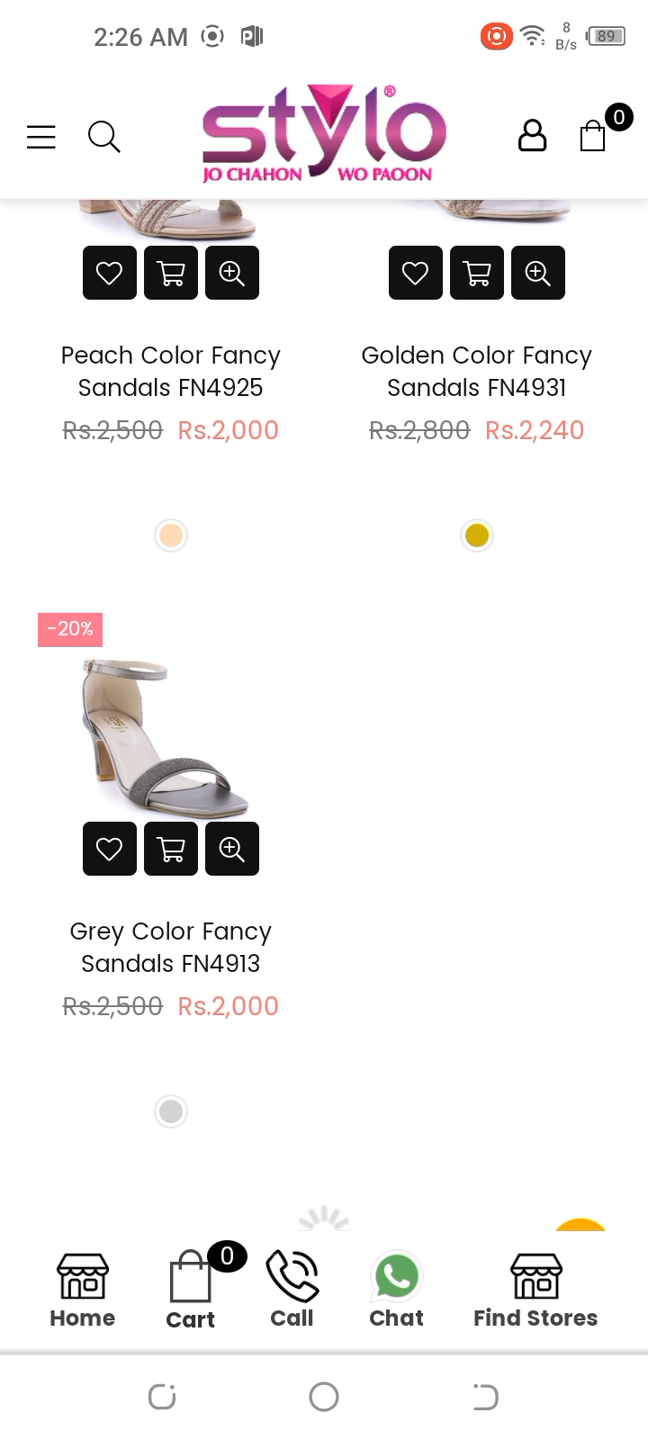 2:26 AM
8
B/s
89
stylo®
JO CHAHON WO PAOON
0
Peach Color Fancy
Sandals FN4925
Rs.2,500 Rs.2,000
Golden Color Fancy
Sandals FN4931
Rs.2,800 Rs.2,240
-20%
Grey Color Fancy
Sandals FN4913
Rs.2,500 Rs.2,000
0
Home
Cart
Call
Chat
Find Stores